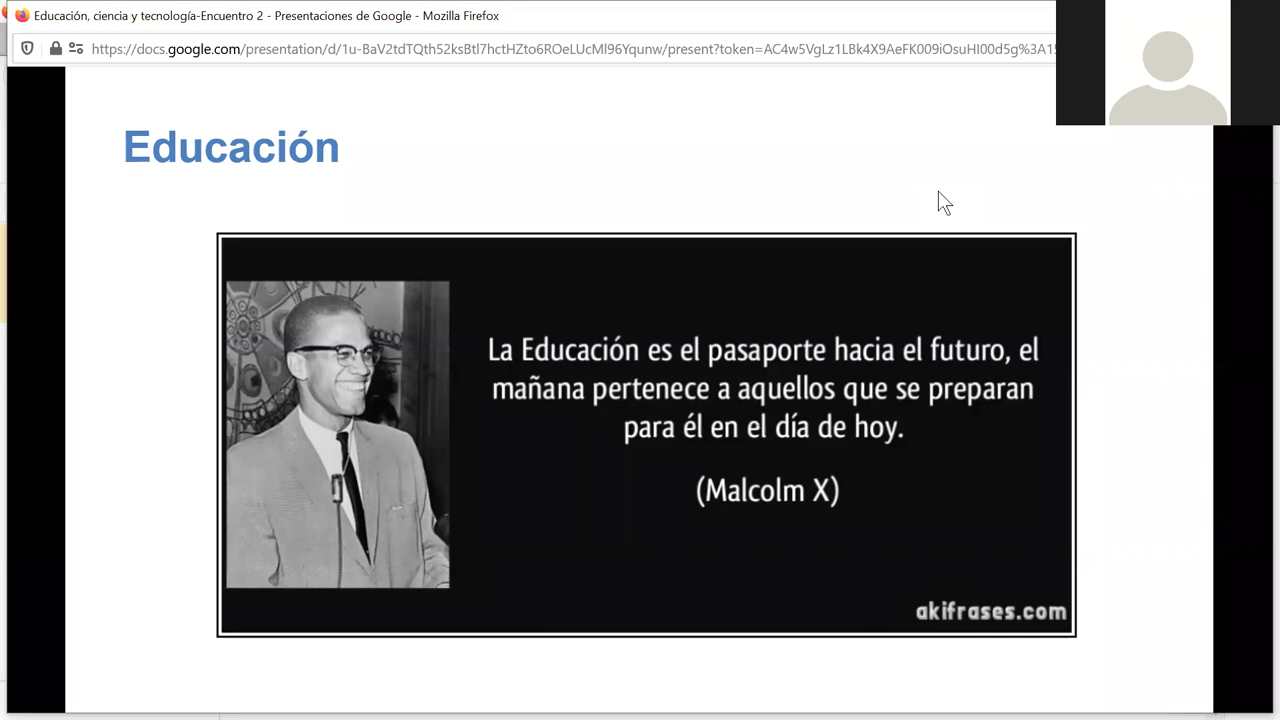 Educación, ciencia y tecnología-Encuentro 2 - Presentaciones de Google - Mozilla Firefox
https://docs.google.com/presentation/d/1u-BaV2tdTQth52ksBtl7hctHZto6ROeLUcMl96Yqunw/present?token=AC4w5VgLz1LBk4X9AeFK009iOsuHI00d5g%3A15
Educación
La Educación es el pasaporte hacia el futuro, el
mañana pertenece a aquellos que se preparan
para él en el día de hoy.
(Malcolm X)
akifrases.com